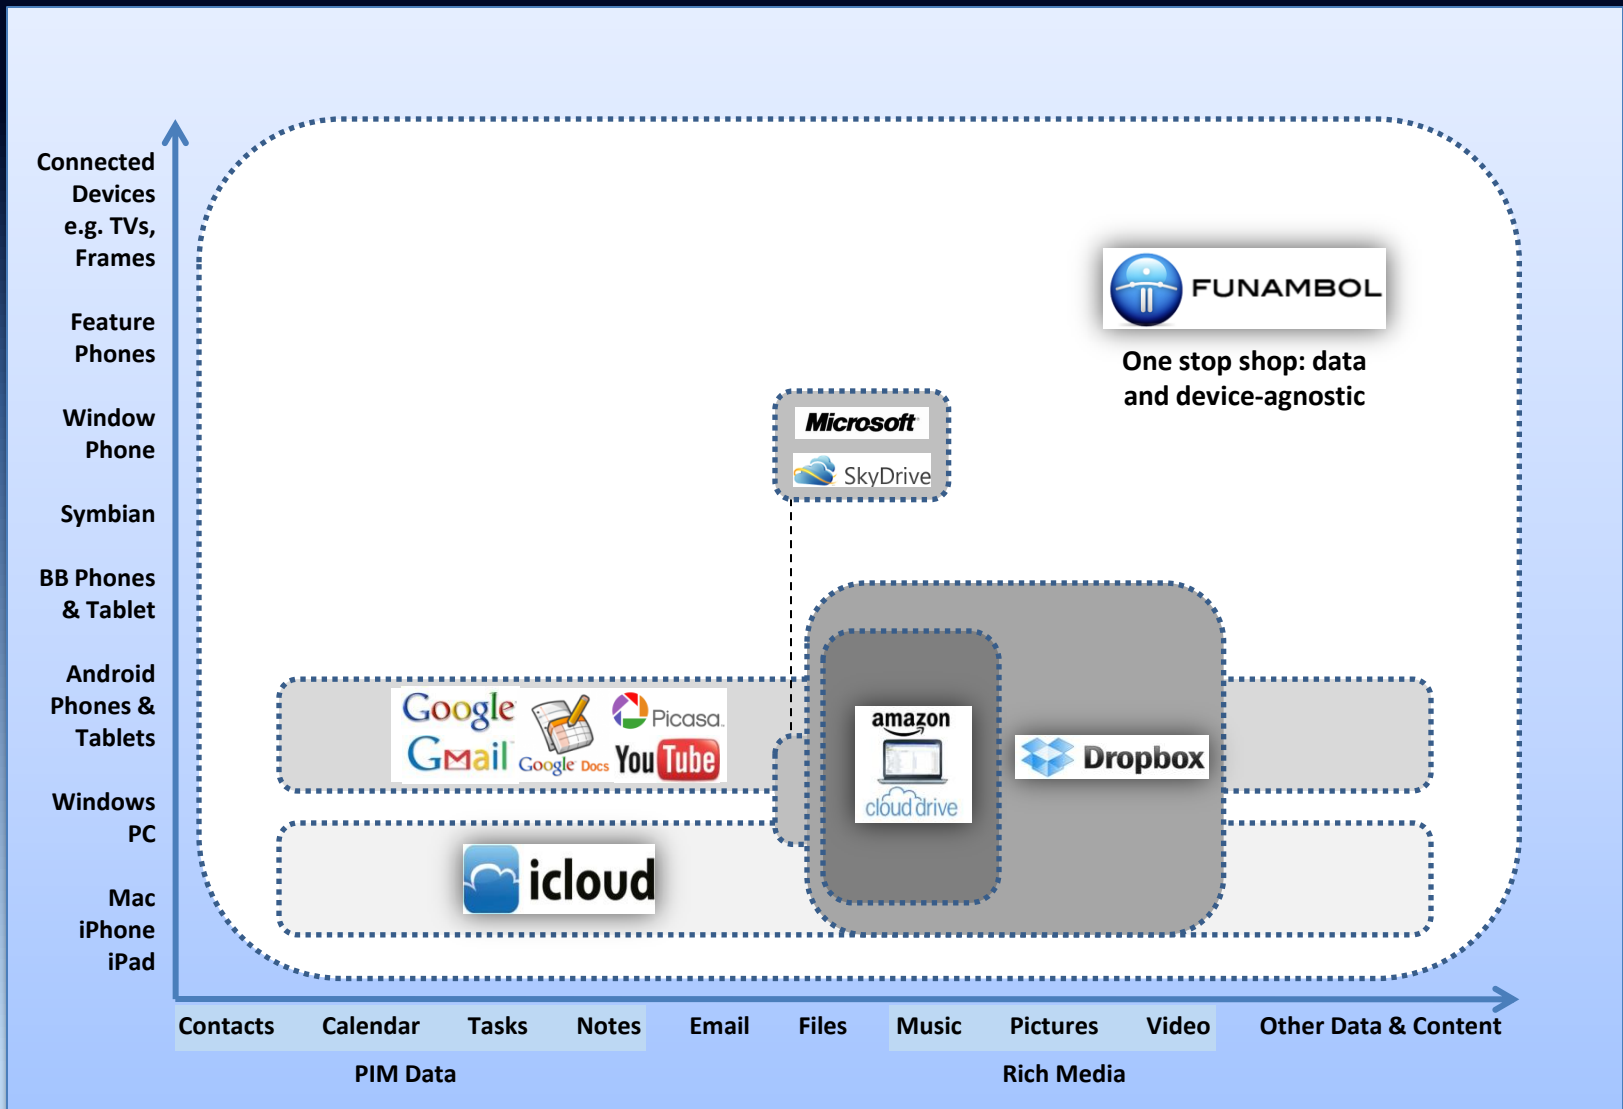 Connected
Devices
e.g. TVs,
Frames
Feature
Phones
Window
Phone
Symbian
BB Phones
& Tablet
Android
Phones &
Tablets
Windows
PC
Mac
iPhone
iPad
FUNAMBOL
One stop shop: data
and device-agnostic
Microsoft
SkyDrive
Google
Gmail
Google Docs
Picasa
YouTube
amazon
cloud drive
Dropbox
icloud
Contacts Calendar Tasks Notes Email Files Music Pictures Video Other Data & Content
PIM Data Rich Media